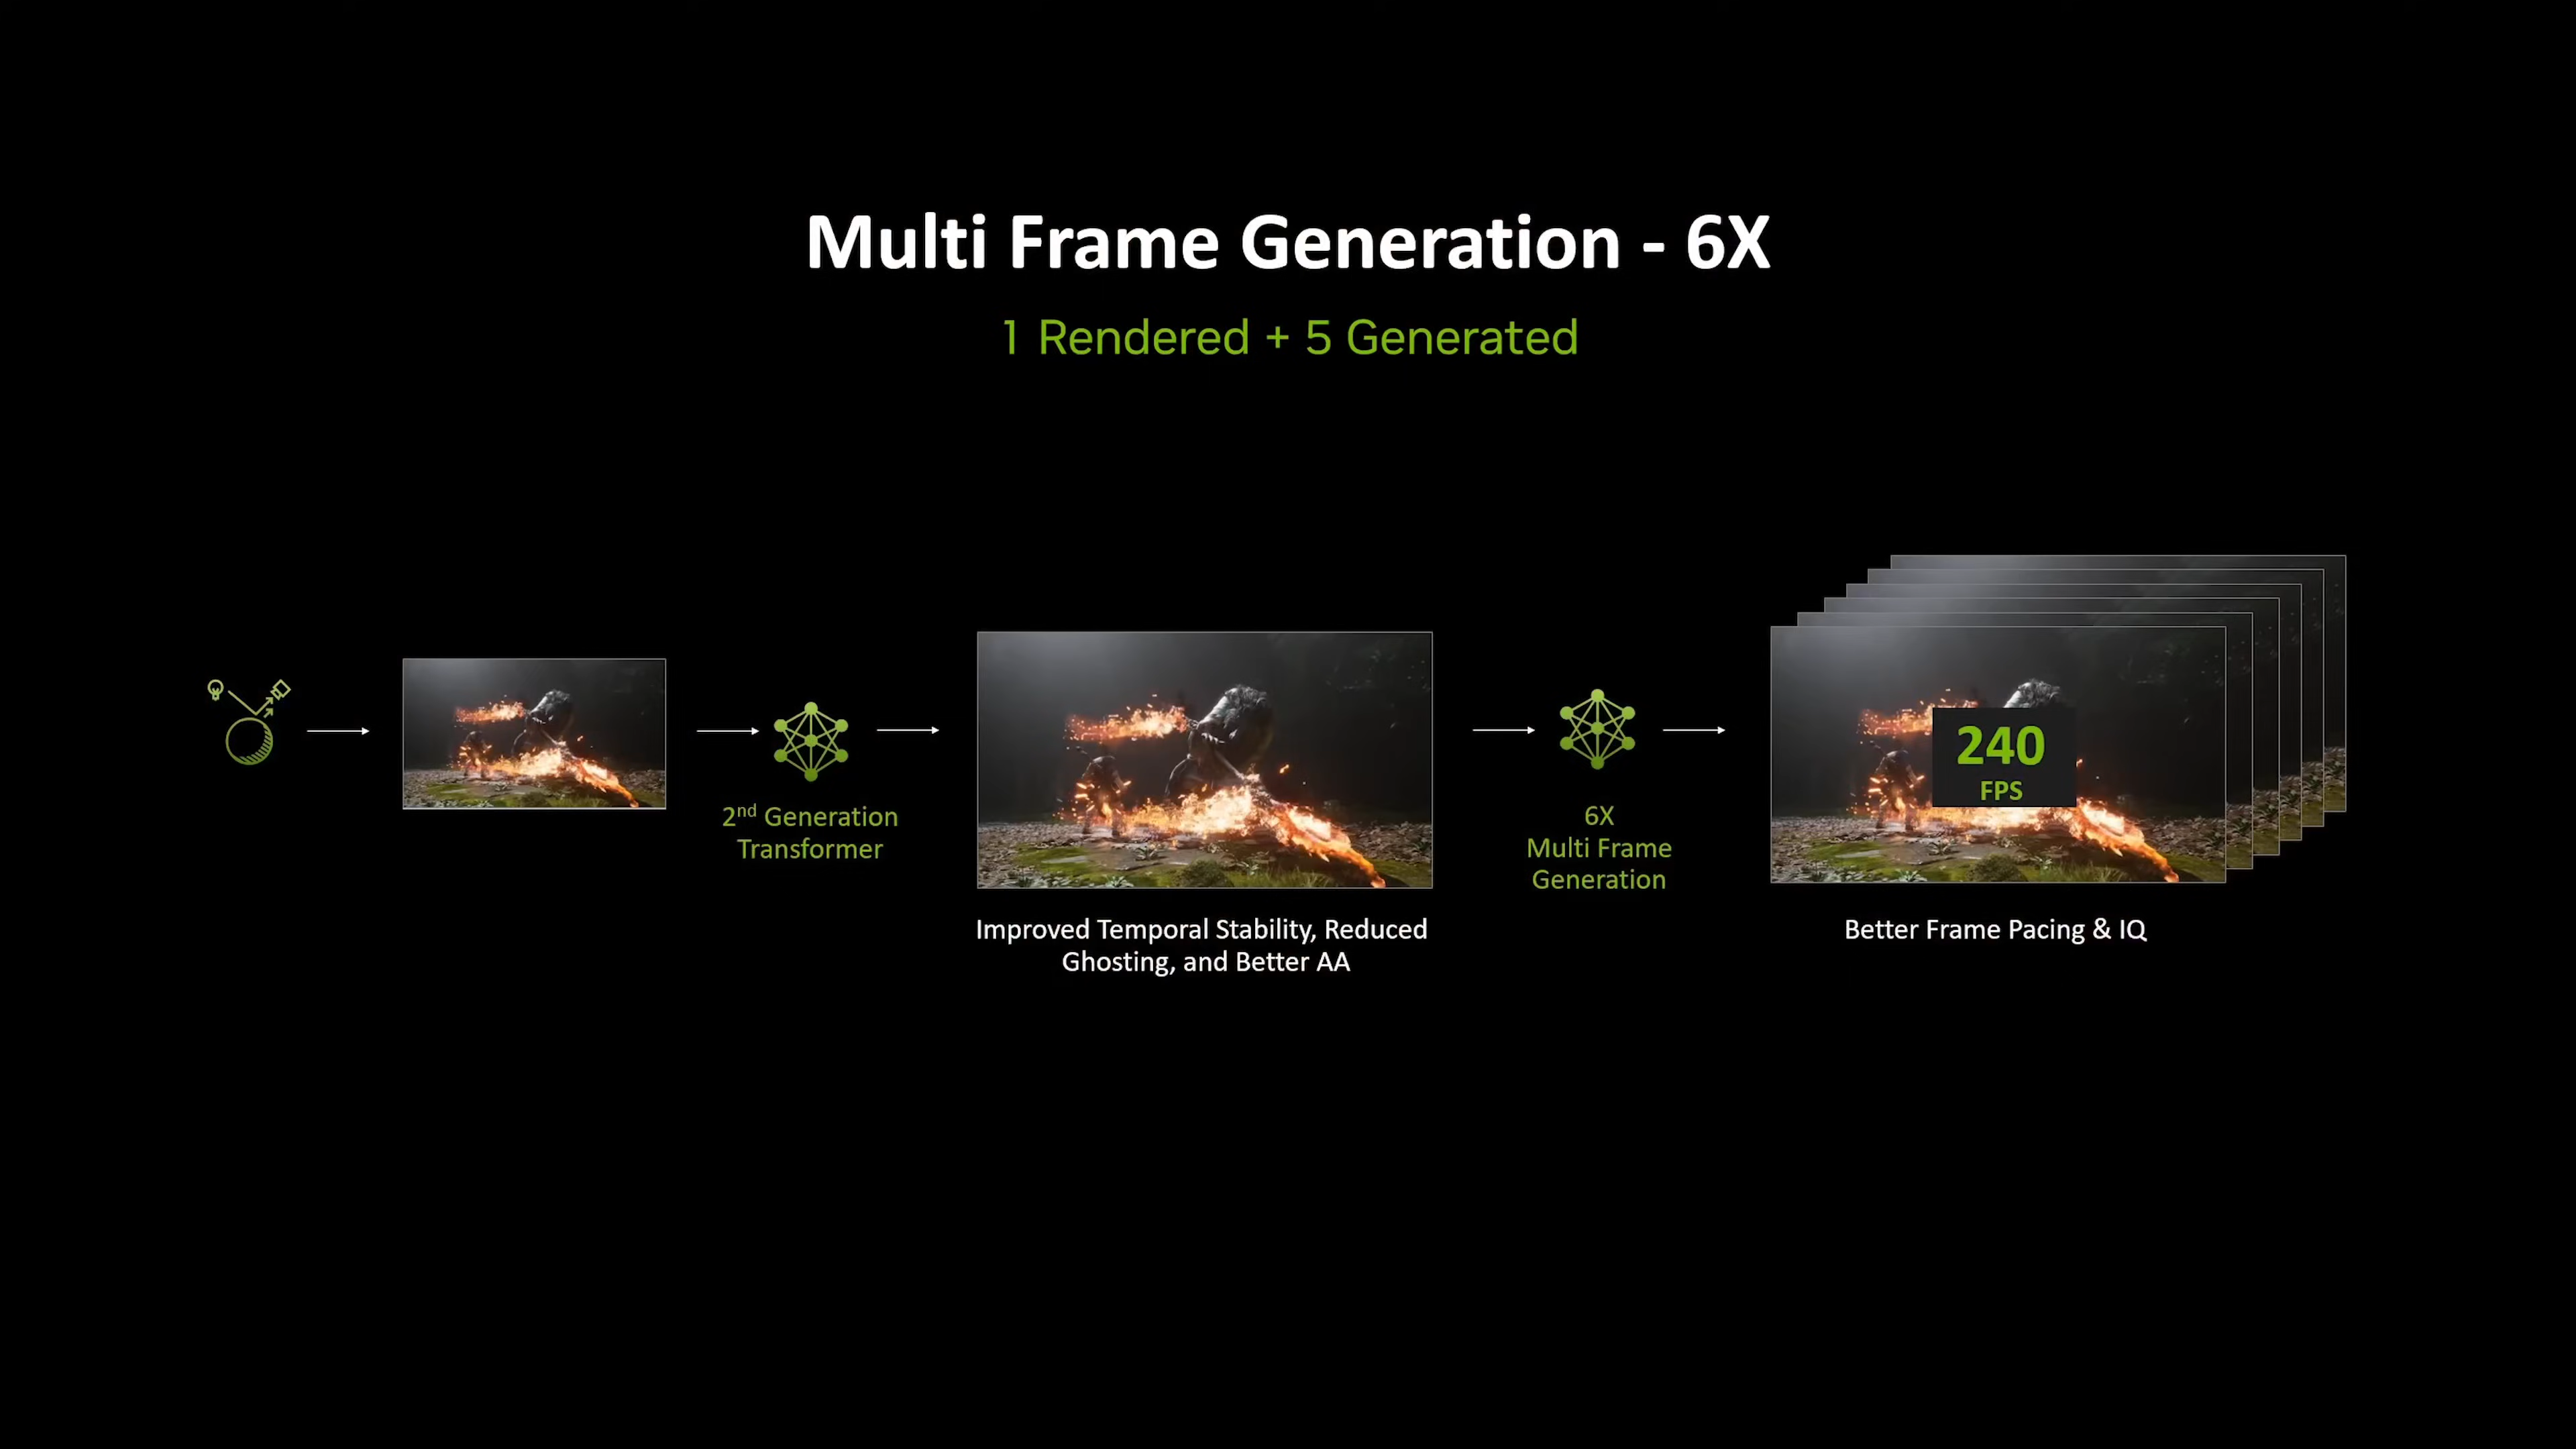 Multi Frame Generation - 6X
1 Rendered + 5 Generated
2nd Generation
Transformer
Improved Temporal Stability, Reduced
Ghosting, and Better AA
6X
Multi Frame
Generation
240
FPS
Better Frame Pacing & IQ